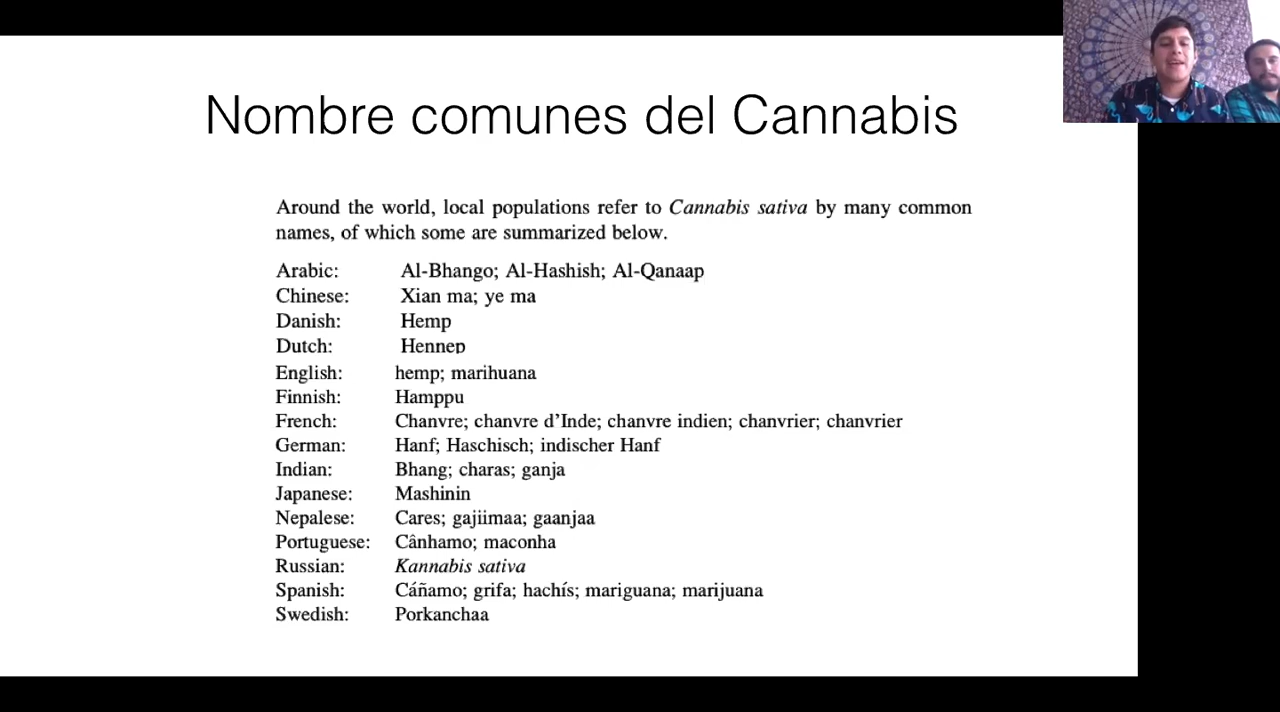 Nombre comunes del Cannabis
Around the world, local populations refer to Cannabis sativa by many common
names, of which some are summarized below.
Arabic: Al-Bhango; Al-Hashish; Al-Qanaap
Chinese: Xian ma; ye ma
Danish: Hemp
Dutch: Hennep
English: hemp; marihuana
Finnish: Hamppu
French: Chanvre; chanvre d'Inde; chanvre indien; chanvrier; chanvrier
German: Hanf; Haschisch; indischer Hanf
Indian: Bhang; charas; ganja
Japanese: Mashinin
Nepalese: Cares; gajiimaa; gaanjaa
Portuguese: Cânhamo; maconha
Russian: Kannabis sativa
Spanish: Cáñamo; grifa; hachís; mariguana; marijuana
Swedish: Porkanchaa